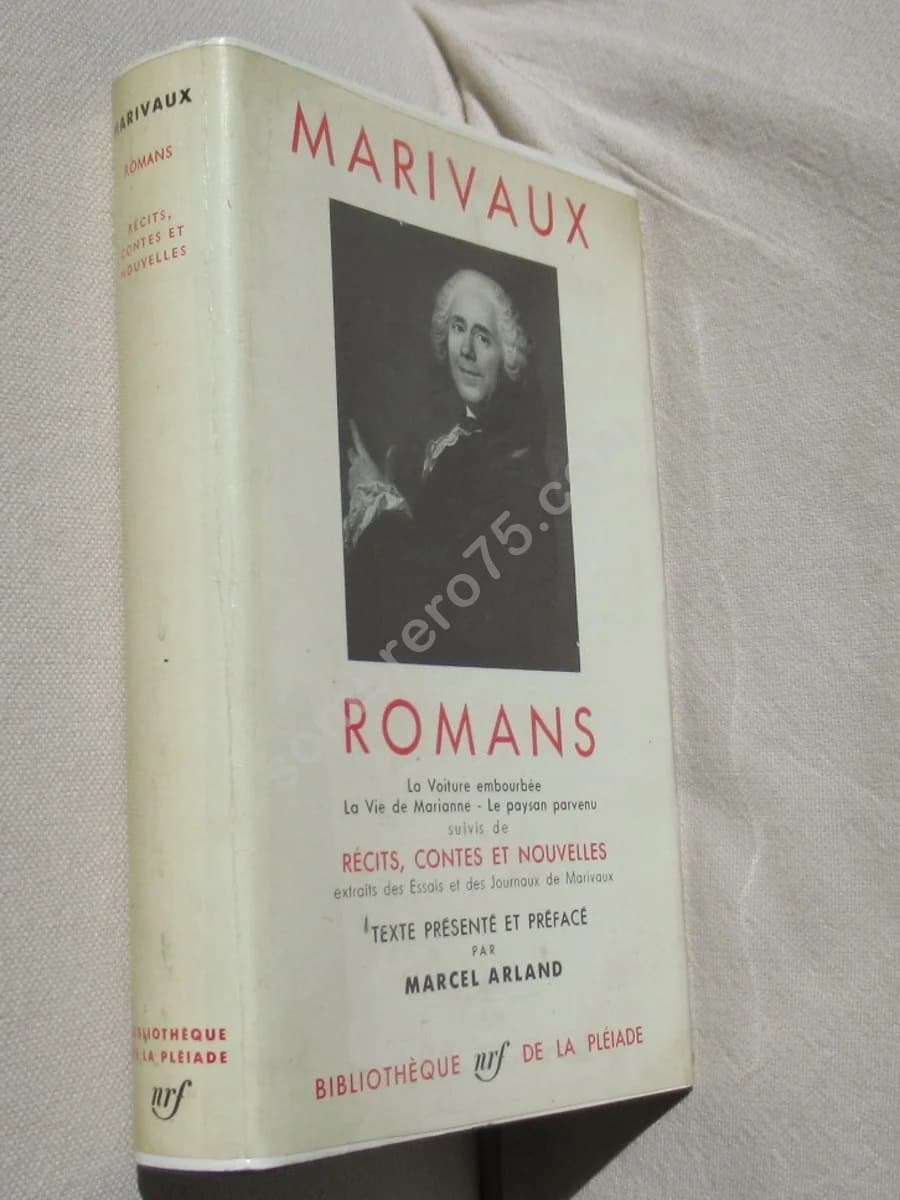 MARIVAUX
ROMANS
RÉCITS,
CONTES ET
NOUVELLES
BIBLIOTHÈQUE
DE LA PLÉIADE
nrf
MARIVAUX
ROMANS
La Voiture embourbée
La Vie de Marianne - Le paysan parvenu
suivis de
RÉCITS, CONTES ET NOUVELLES
extraits des Essais et des Journaux de Marivaux
TEXTE PRÉSENTÉ ET PRÉFACÉ
PAR
MARCEL ARLAND
BIBLIOTHÈQUE nrf DE LA PLÉIADE